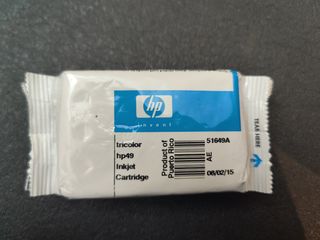 hp
invent
tricolor
hp49
Inkjet
Cartridge
Product of
Puerto Rico
51649A
AE
08/02/15
TEAR HERE